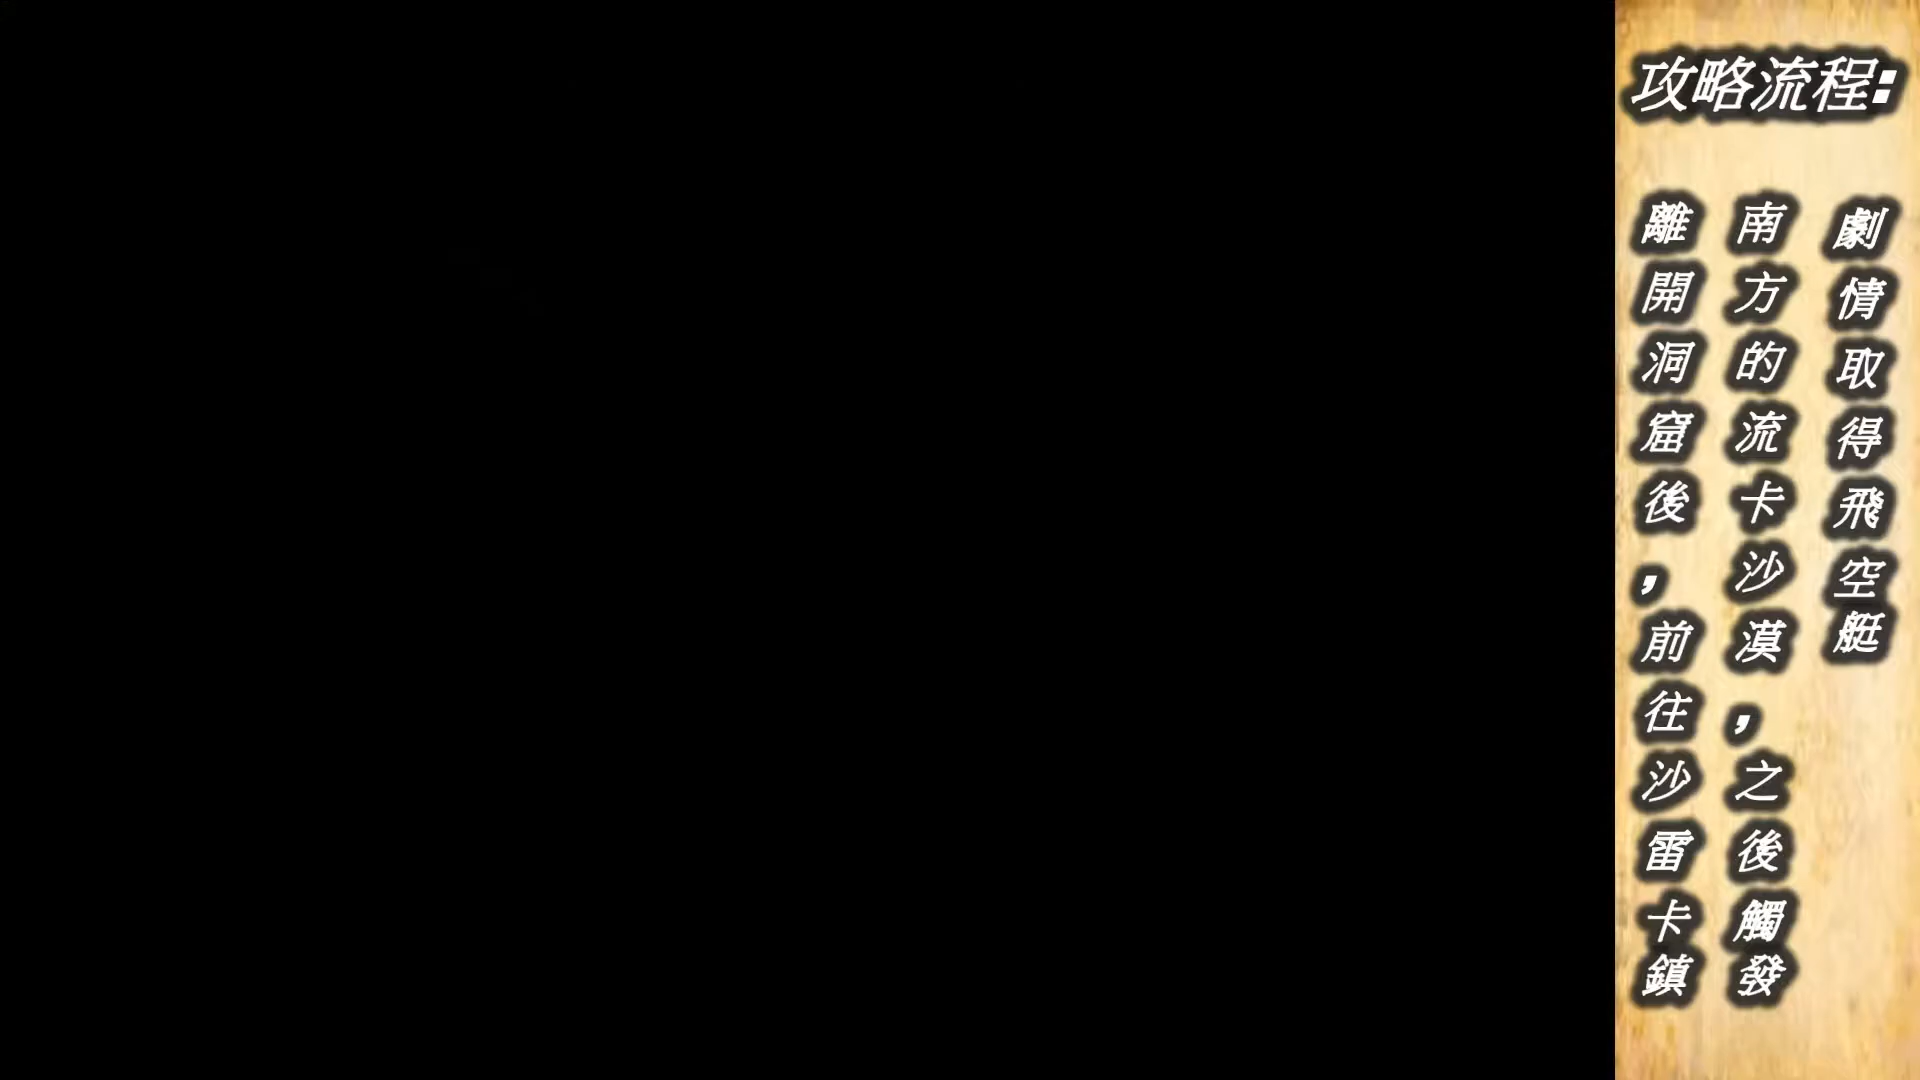 攻略流程:
離開洞窟後,前往沙雷卡鎮
南方的流卡沙漠,之後觸發
劇情取得飛空艇